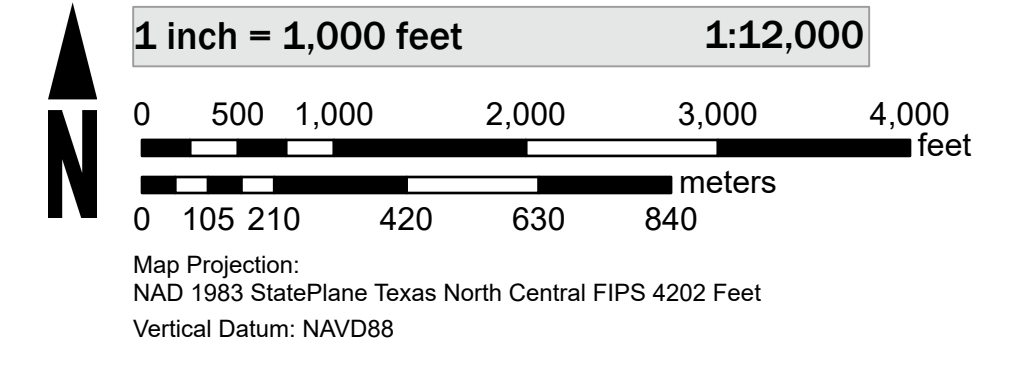 1 inch = 1,000 feet 1:12,000
0 500 1,000 2,000 3,000 4,000
feet
meters
N
0 105 210 420 630 840
Map Projection:
NAD 1983 StatePlane Texas North Central FIPS 4202 Feet
Vertical Datum: NAVD88